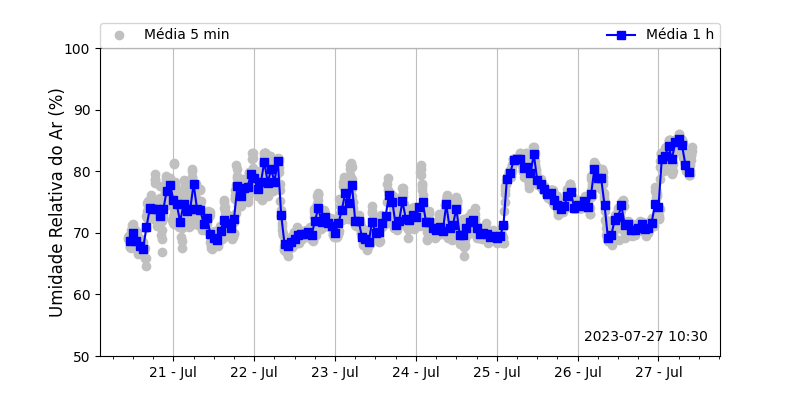 Média 5 min Média 1 h
Umidade Relativa do Ar (%)
100
90
80
70
60
50
2023-07-27 10:30
21 - Jul 22 - Jul 23 - Jul 24 - Jul 25 - Jul 26 - Jul 27 - Jul